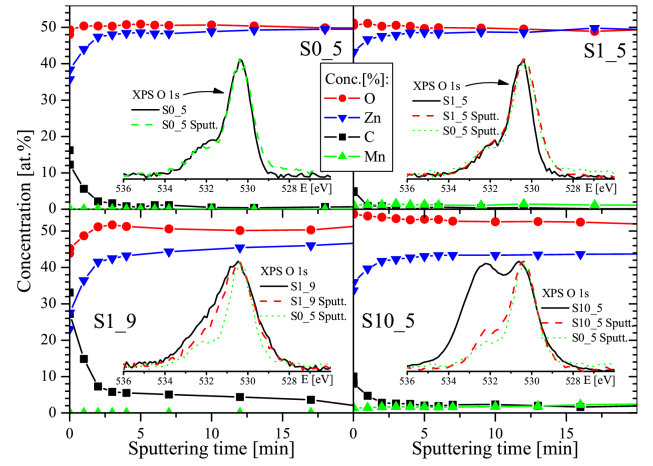 Concentration [at.%]
50
40
30
20
10
0
S0_5
XPS O 1s
S0_5
S0_5 Sputt.
536 534 532 530 528 E [eV]
Conc.[%]:
O
Zn
C
Mn
S1_5
XPS O 1s
S1_5
S1_5 Sputt.
S0_5 Sputt.
536 534 532 530 528 E [eV]
50
40
30
20
10
0
S1_9
XPS O 1s
S1_9
S1_9 Sputt.
S0_5 Sputt.
536 534 532 530 528 E [eV]
S10_5
XPS O 1s
S10_5
S10_5 Sputt.
S0_5 Sputt.
536 534 532 530 528 E [eV]
0 5 10 15 0 5 10 15
Sputtering time [min] Sputtering time [min]